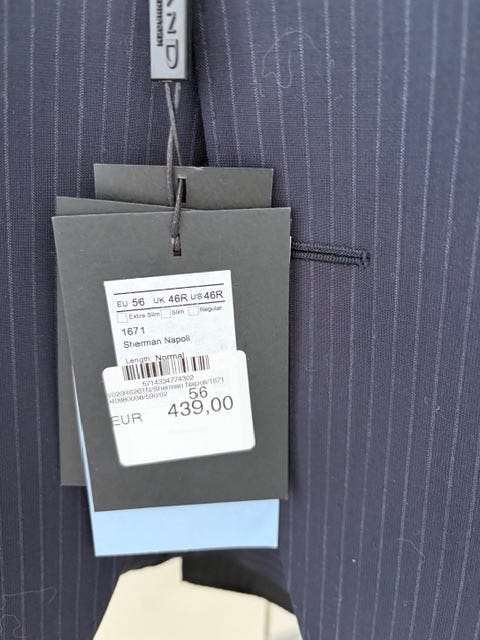 AND
EU 56 UK 46R US 46R
Extra Slim Slim Regular
1671
Sherman Napoli
Length: Normal
5714334774302
56
EUR 439,00